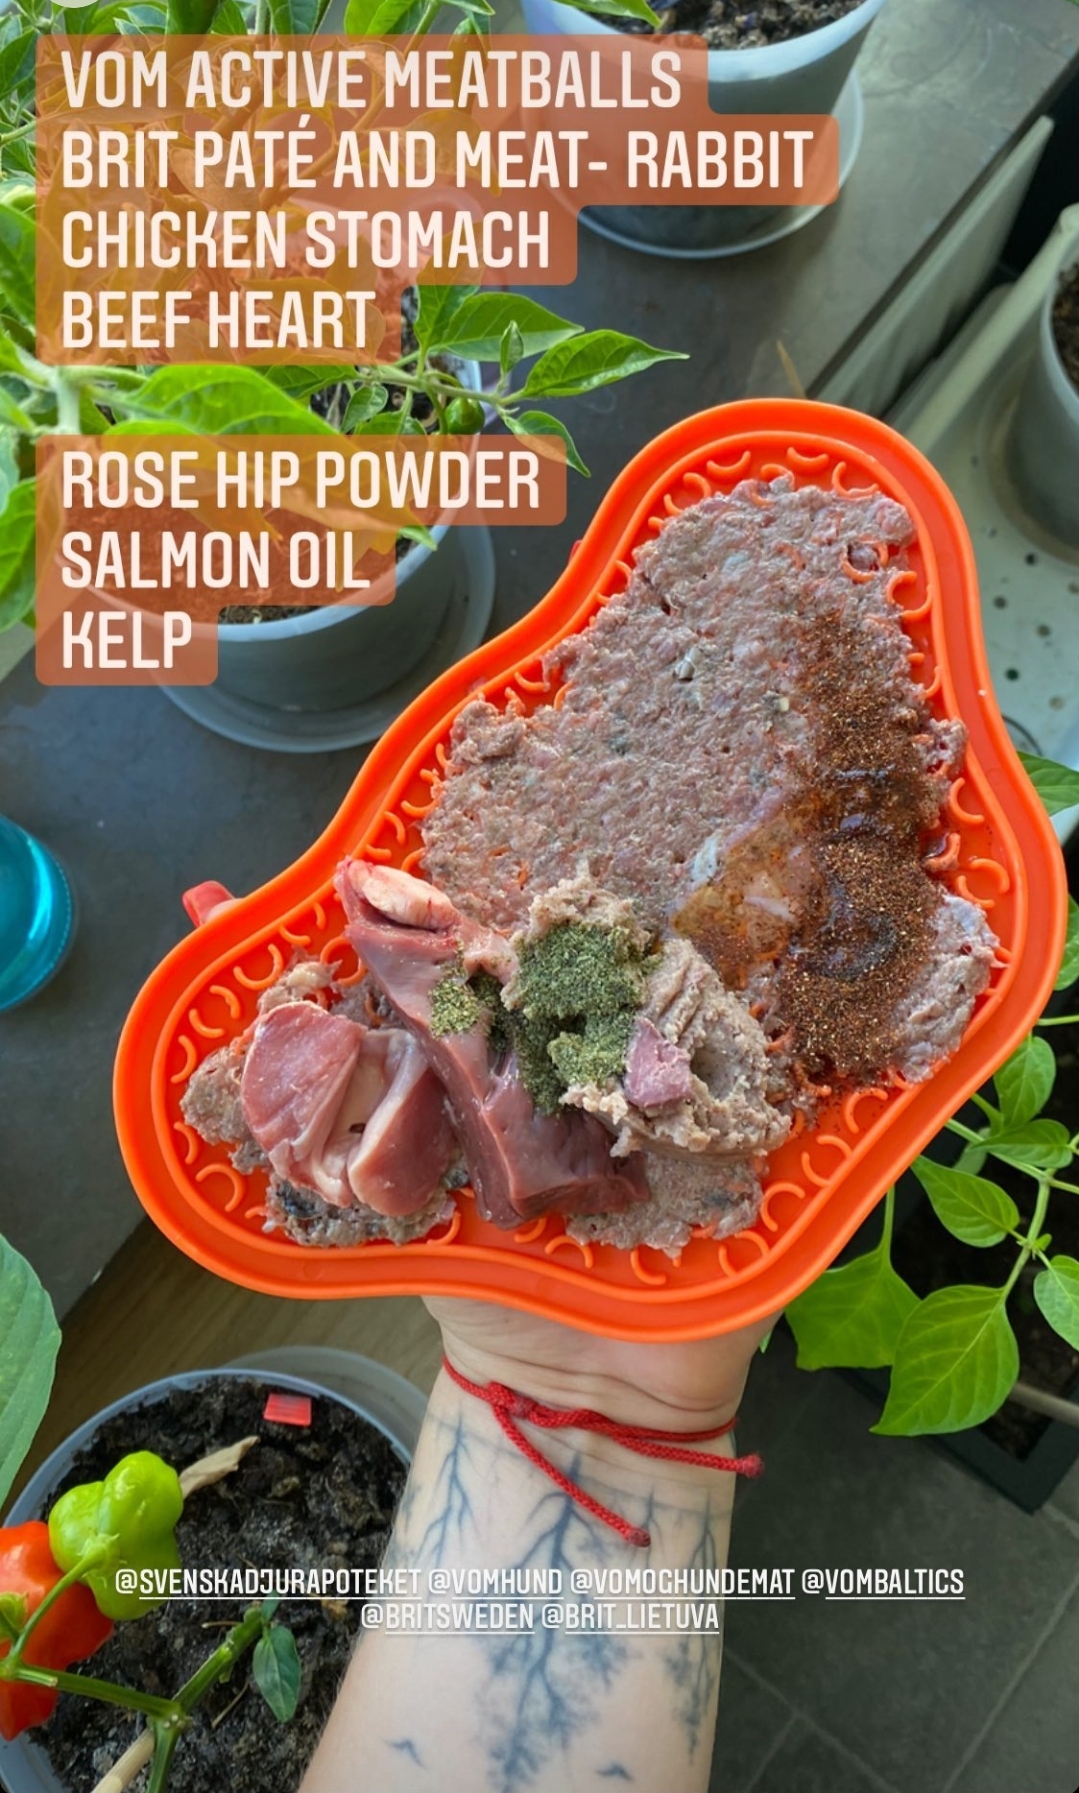 VOM ACTIVE MEATBALLS
BRIT PATÉ AND MEAT- RABBIT
CHICKEN STOMACH
BEEF HEART
ROSE HIP POWDER
SALMON OIL
KELP
@SVENSKADJURAPOTEKET @VOMHUND @VOMOGHUNDEMAT @VOMBALTICS
@BRITSWEDEN @BRIT_LIETUVA